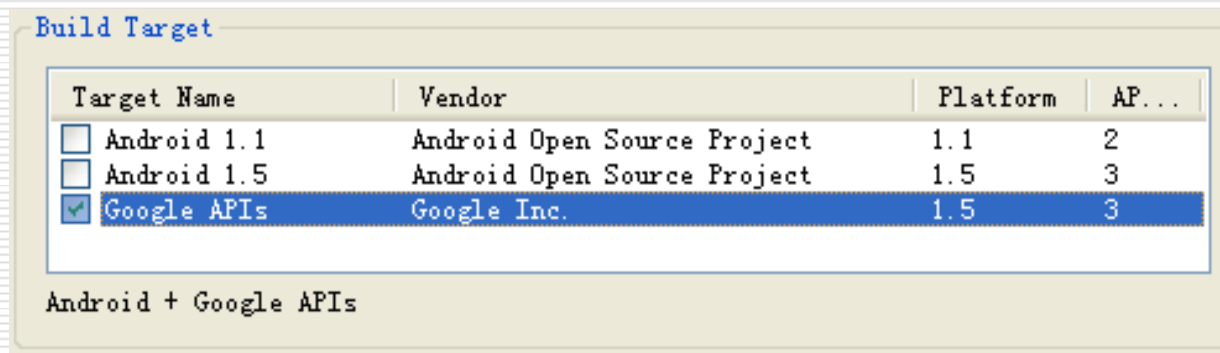 Build Target
Target Name Vendor Platform AP...
Android 1.1 Android Open Source Project 1.1 2
Android 1.5 Android Open Source Project 1.5 3
Google APIs Google Inc. 1.5 3
Android + Google APIs